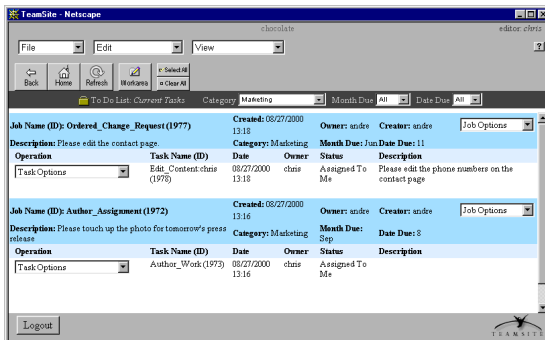 TeamSite - Netscape
chocolate editor: chris
File Edit View ?
Select All
Clear All
Back Home Refresh Workarea
To Do List: Current Tasks Category Marketing Month Due All Date Due All
Job Name (ID): Ordered_Change_Request (1977) Created: 08/27/2000 13:18 Owner: andre Creator: andre Job Options
Description: Please edit the contact page. Category: Marketing Month Due: Jun Date Due: 11
Operation Task Name (ID) Date Owner Status Description
Task Options Edit_Content:chris (1978) 08/27/2000 13:18 chris Assigned To Me Please edit the phone numbers on the contact page
Job Name (ID): Author_Assignment (1972) Created: 08/27/2000 13:16 Owner: andre Creator: andre Job Options
Description: Please touch up the photo for tomorrow's press release Category: Marketing Month Due: Sep Date Due: 8
Operation Task Name (ID) Date Owner Status Description
Task Options Author_Work (1973) 08/27/2000 13:16 chris Assigned To Me
Logout
TEAMSITE